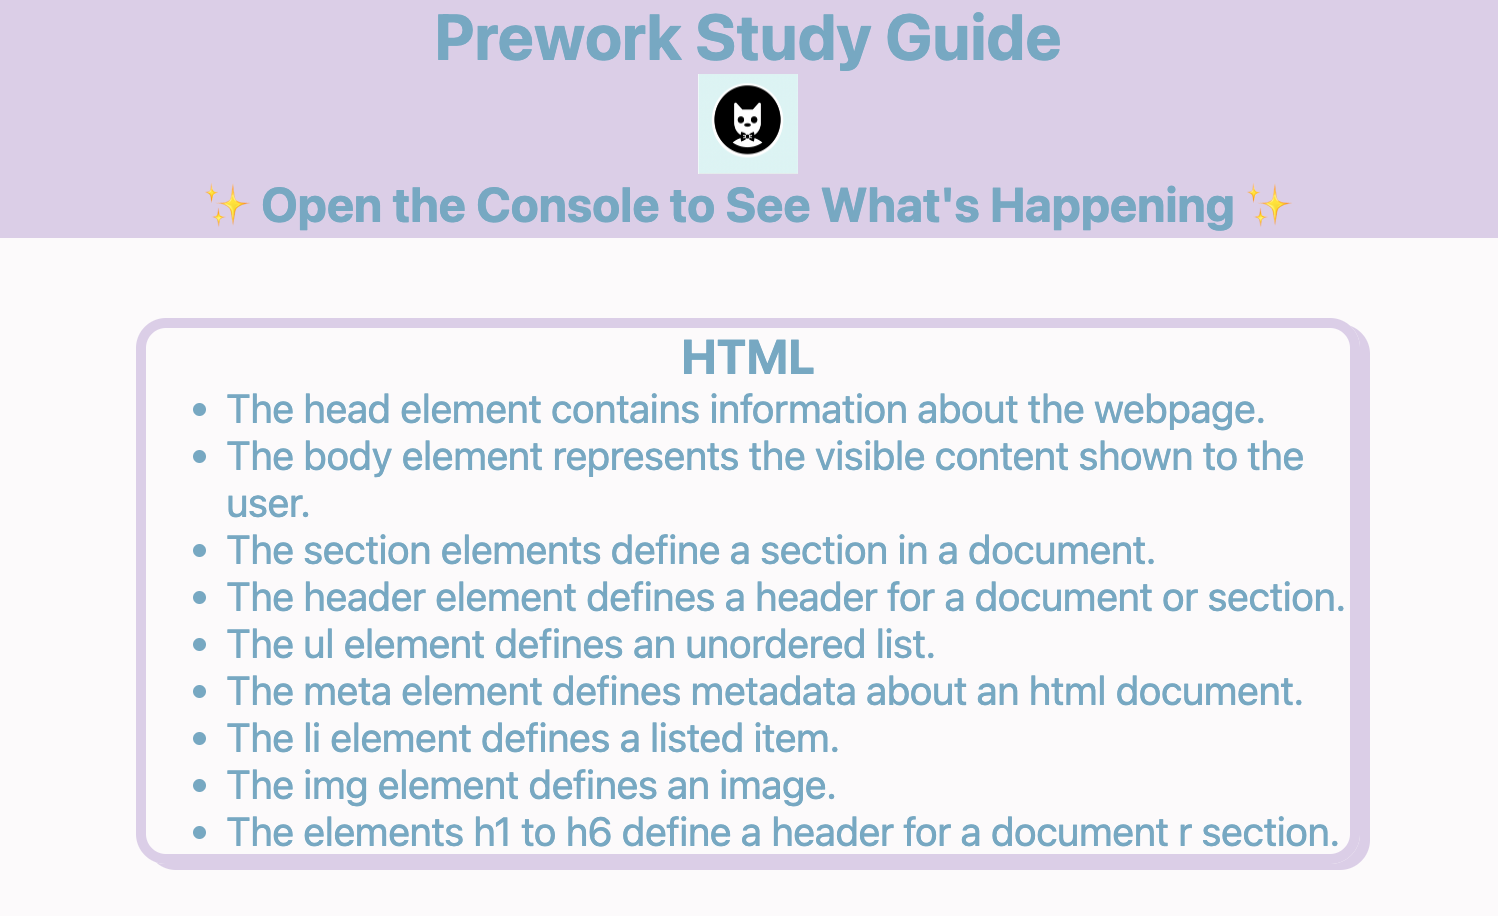 Prework Study Guide
✨ Open the Console to See What's Happening ✨
HTML
• The head element contains information about the webpage.
• The body element represents the visible content shown to the
user.
• The section elements define a section in a document.
• The header element defines a header for a document or section.
• The ul element defines an unordered list.
• The meta element defines metadata about an html document.
• The li element defines a listed item.
• The img element defines an image.
• The elements h1 to h6 define a header for a document r section.